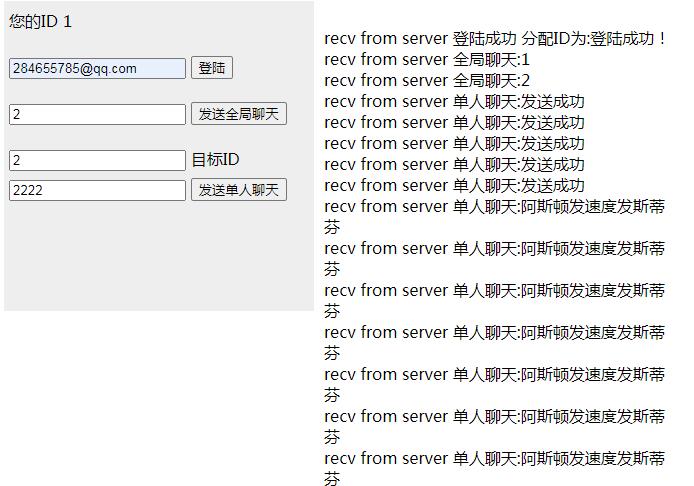 您的ID 1
284655785@qq.com 登陆
2 发送全局聊天
2 目标ID
2222 发送单人聊天
recv from server 登陆成功 分配ID为:登陆成功！
recv from server 全局聊天:1
recv from server 全局聊天:2
recv from server 单人聊天:发送成功
recv from server 单人聊天:发送成功
recv from server 单人聊天:发送成功
recv from server 单人聊天:发送成功
recv from server 单人聊天:发送成功
recv from server 单人聊天:阿斯顿发速度发斯蒂
芬
recv from server 单人聊天:阿斯顿发速度发斯蒂
芬
recv from server 单人聊天:阿斯顿发速度发斯蒂
芬
recv from server 单人聊天:阿斯顿发速度发斯蒂
芬
recv from server 单人聊天:阿斯顿发速度发斯蒂
芬
recv from server 单人聊天:阿斯顿发速度发斯蒂
芬
recv from server 单人聊天:阿斯顿发速度发斯蒂
芬